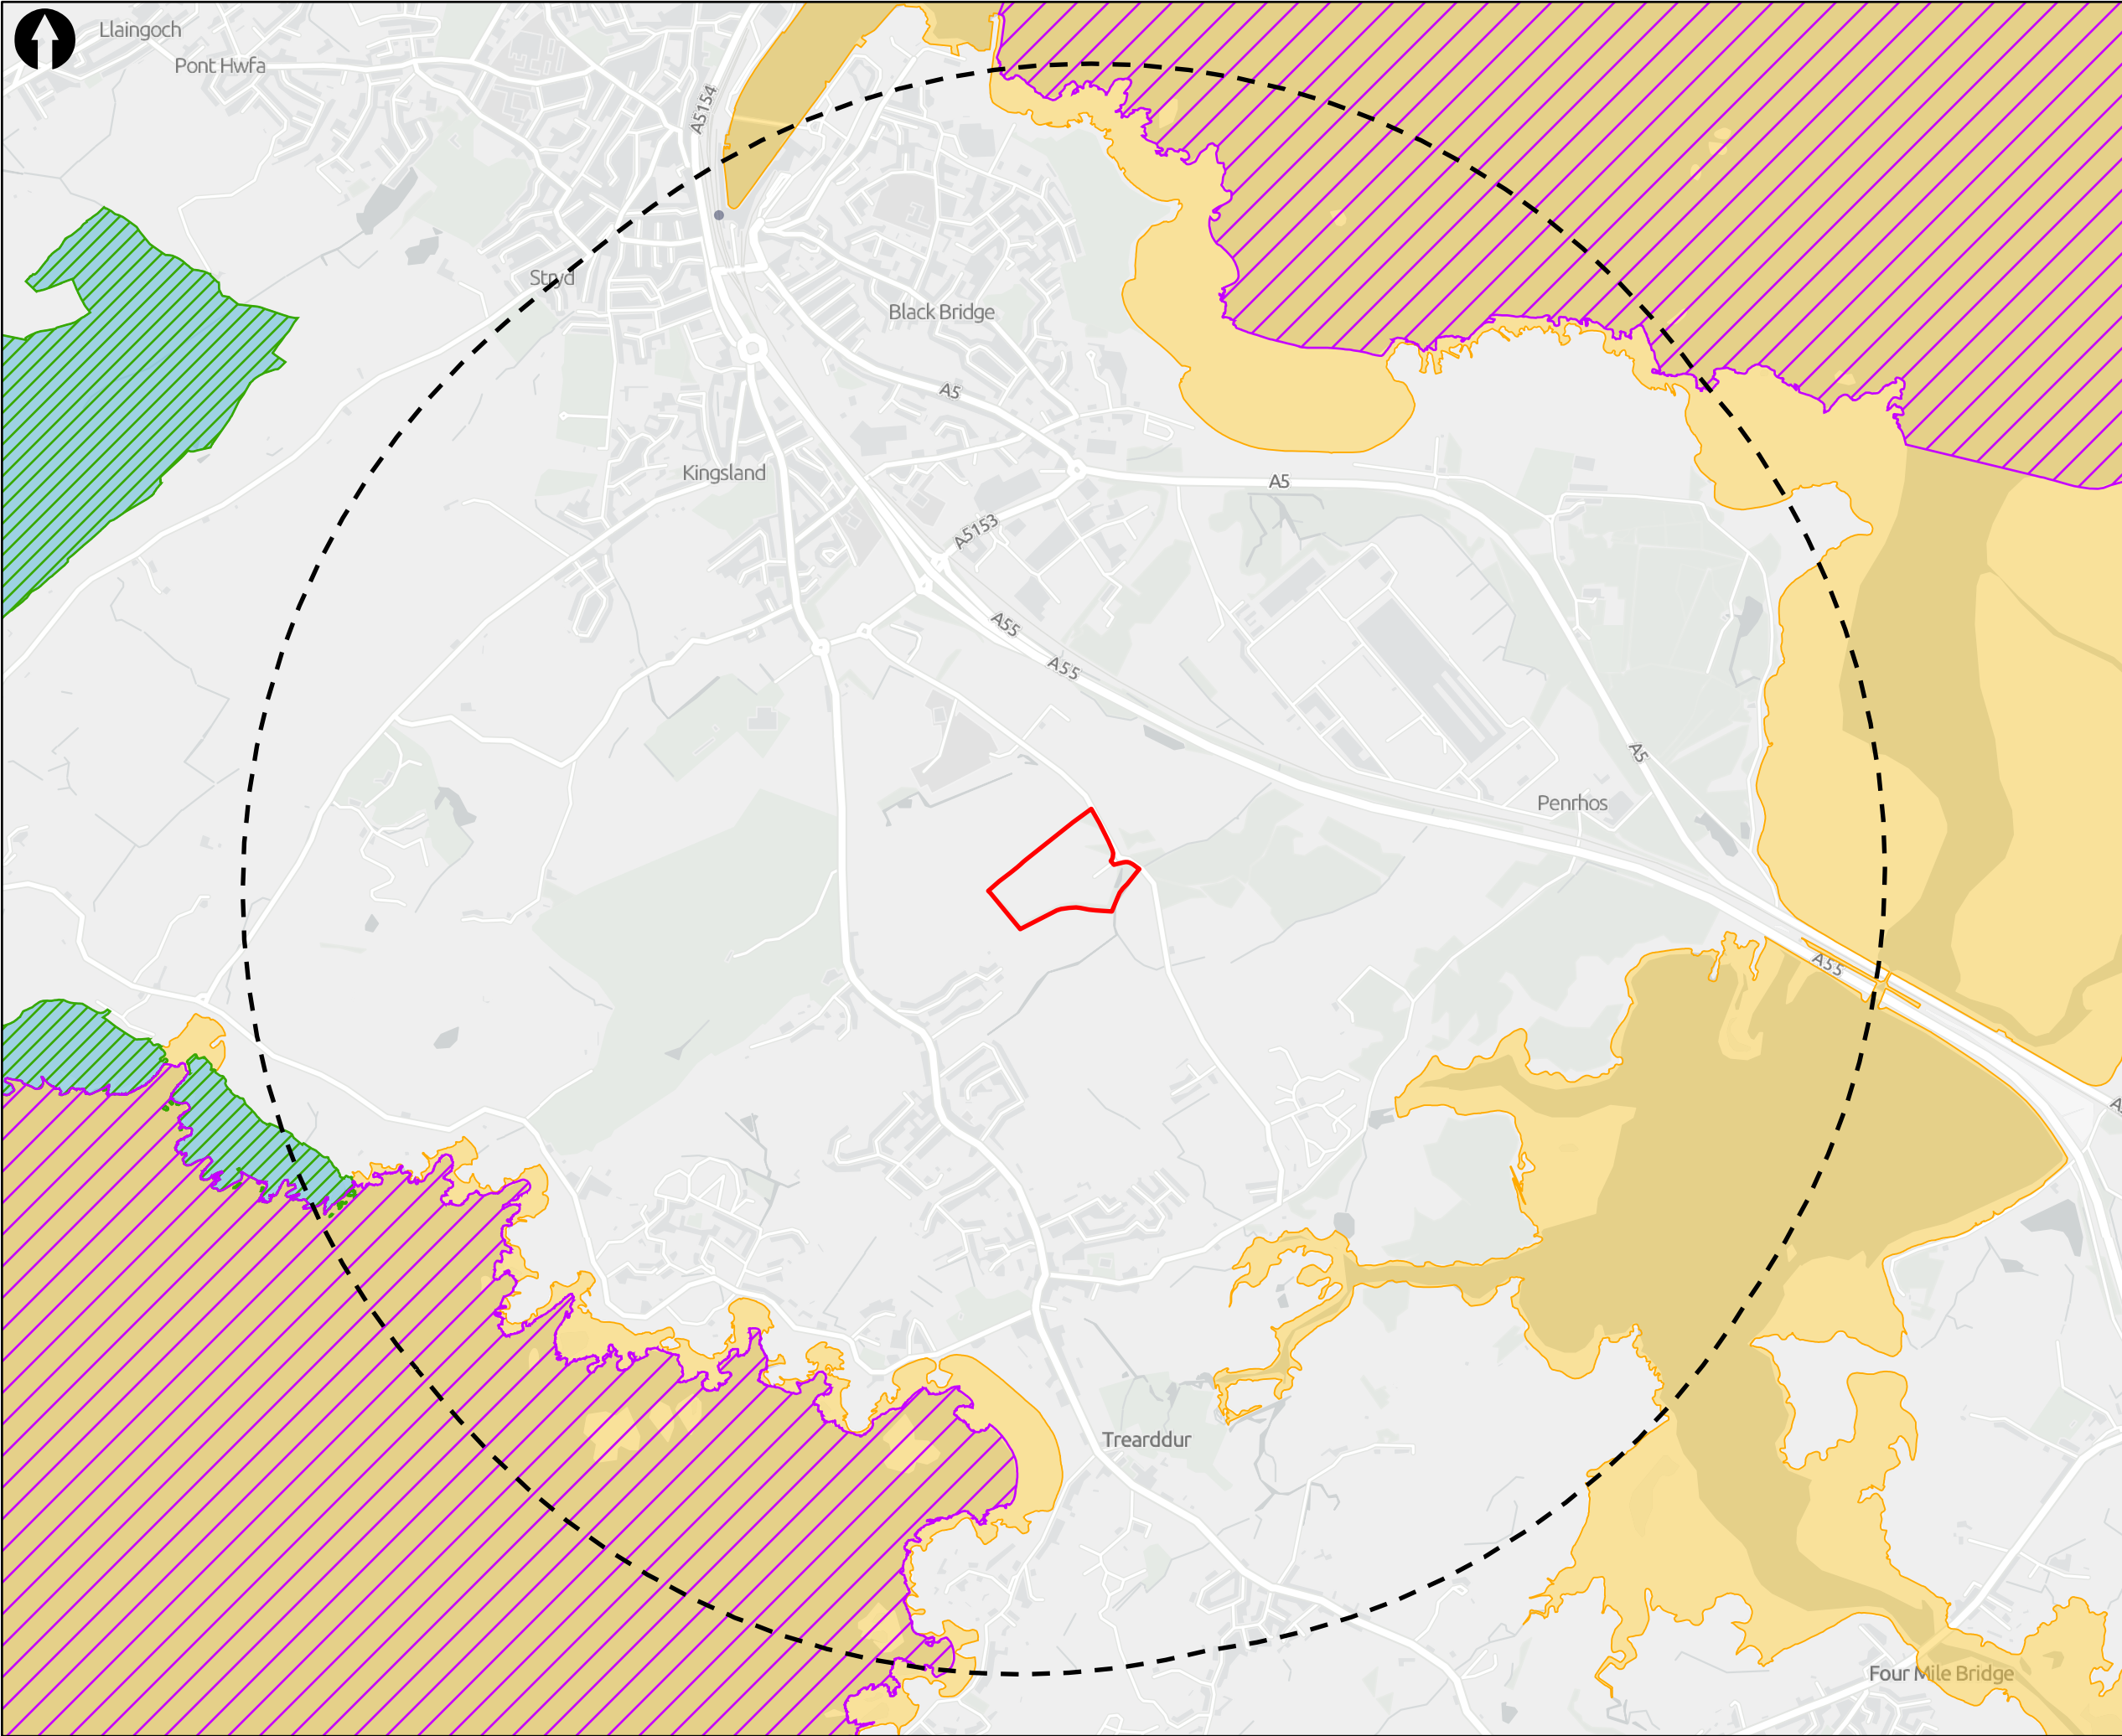 Llaingoch
Pont Hwfa
A5154
Stryd
Black Bridge
A5
Kingsland
A5
A5153
A55
A55
A5
Penrhos
A55
Trearddur
Four Mile Bridge